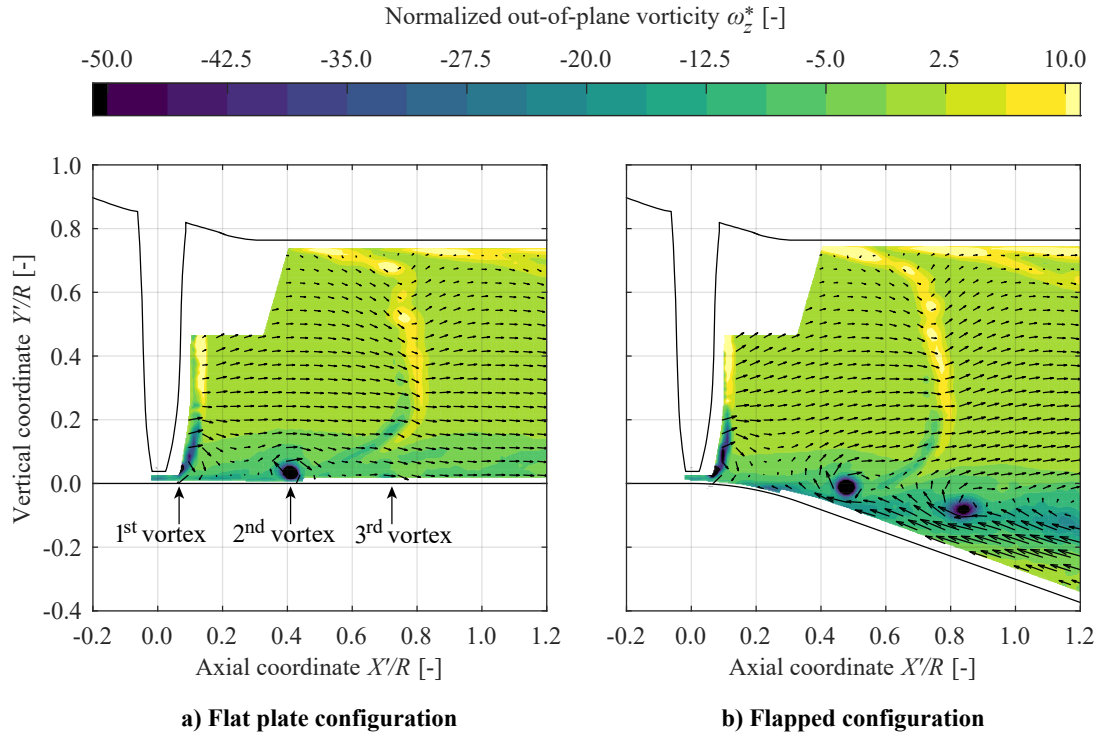 Normalized out-of-plane vorticity ω*z [-]
-50.0 -42.5 -35.0 -27.5 -20.0 -12.5 -5.0 2.5 10.0
1.0
0.8
0.6
0.4
0.2
0.0
-0.2
-0.4
Vertical coordinate Y'/R [-]
1st vortex 2nd vortex 3rd vortex
-0.2 0.0 0.2 0.4 0.6 0.8 1.0 1.2
Axial coordinate X'/R [-]
a) Flat plate configuration
-0.2 0.0 0.2 0.4 0.6 0.8 1.0 1.2
Axial coordinate X'/R [-]
b) Flapped configuration